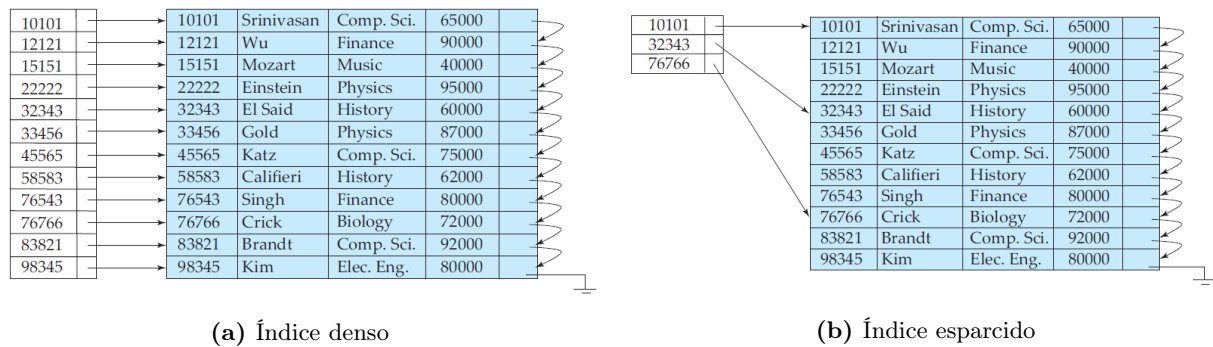 10101 10101 Srinivasan Comp. Sci. 65000
12121 12121 Wu Finance 90000
15151 15151 Mozart Music 40000
22222 22222 Einstein Physics 95000
32343 32343 El Said History 60000
33456 33456 Gold Physics 87000
45565 45565 Katz Comp. Sci. 75000
58583 58583 Califieri History 62000
76543 76543 Singh Finance 80000
76766 76766 Crick Biology 72000
83821 83821 Brandt Comp. Sci. 92000
98345 98345 Kim Elec. Eng. 80000
(a) Índice denso
10101 10101 Srinivasan Comp. Sci. 65000
32343 12121 Wu Finance 90000
76766 15151 Mozart Music 40000
22222 Einstein Physics 95000
32343 El Said History 60000
33456 Gold Physics 87000
45565 Katz Comp. Sci. 75000
58583 Califieri History 62000
76543 Singh Finance 80000
76766 Crick Biology 72000
83821 Brandt Comp. Sci. 92000
98345 Kim Elec. Eng. 80000
(b) Índice esparcido